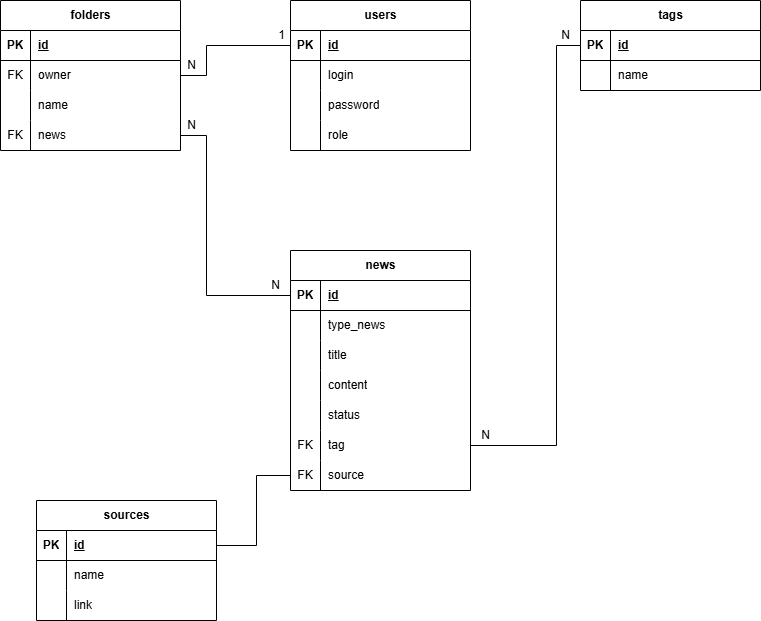 folders
PK id
FK owner
name
FK news
users
PK id
login
password
role
tags
PK id
name
1
N
N
N
N
N
news
PK id
type_news
title
content
status
FK tag
FK source
sources
PK id
name
link